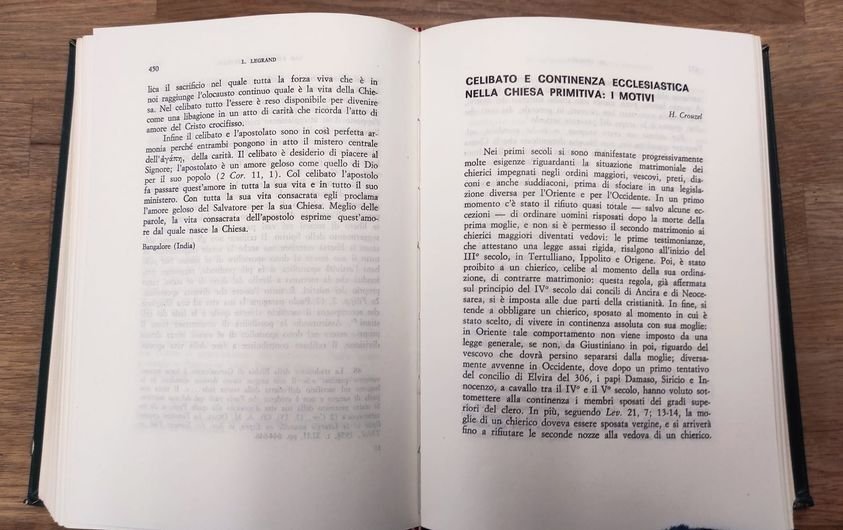 450
L. LEGRAND
lica il sacrificio nel quale tutta la forza viva che è in
noi raggiunge l'olocausto continuo quale è la vita della Chie-
sa. Nel celibato tutto l'essere è reso disponibile per divenire
come una libagione in un atto di carità che ricorda l'atto di
amore del Cristo crocifisso.
Infine il celibato e l'apostolato sono in così perfetta ar-
monia perché entrambi pongono in atto il mistero centrale
dell'ἀγάπη, della carità. Il celibato è desiderio di piacere al
Signore; l'apostolato è un amore geloso come quello di Dio
per il suo popolo (2 Cor. 11, 1). Col celibato l'apostolo
fa passare quest'amore in tutta la sua vita e in tutto il suo
ministero. Con tutta la sua vita consacrata egli proclama
l'amore geloso del Salvatore per la sua Chiesa. Meglio delle
parole, la vita consacrata dell'apostolo esprime quest'amo-
re dal quale nasce la Chiesa.
Bangalore (India)
CELIBATO E CONTINENZA ECCLESIASTICA
NELLA CHIESA PRIMITIVA: I MOTIVI
H. Crouzel
Nei primi secoli si sono manifestate progressivamente
molte esigenze riguardanti la situazione matrimoniale dei
chierici impegnati negli ordini maggiori, vescovi, preti, dia-
coni e anche suddiaconi, prima di sfociare in una legisla-
zione diversa per l'Oriente e per l'Occidente. In un primo
momento c'è stato il rifiuto quasi totale — salvo alcune ec-
cezioni — di ordinare uomini risposati dopo la morte della
prima moglie, e non si è permesso il secondo matrimonio ai
chierici maggiori diventati vedovi: le prime testimonianze,
che attestano una legge assai rigida, risalgono all'inizio del
III° secolo, in Tertulliano, Ippolito e Origene. Poi, è stato
proibito a un chierico, celibe al momento della sua ordina-
zione, di contrarre matrimonio: questa regola, già affermata
sul principio del IV° secolo dai concili di Ancira e di Neoce-
sarea, si è imposta alle due parti della cristianità. In fine, si
tende a obbligare un chierico, sposato al momento in cui è
stato scelto, di vivere in continenza assoluta con sua moglie:
in Oriente tale comportamento non viene imposto da una
legge generale, se non, da Giustiniano in poi, riguardo del
vescovo che dovrà persino separarsi dalla moglie; diversa-
mente avvenne in Occidente, dove dopo un primo tentativo
del concilio di Elvira del 306, i papi Damaso, Siricio e In-
nocenzo, a cavallo tra il IV° e il V° secolo, hanno voluto sot-
tomettere alla continenza i membri sposati dei gradi supe-
riori del clero. In più, seguendo Lev. 21, 7; 13-14, la mo-
glie di un chierico doveva essere sposata vergine, e si arriverà
fino a rifiutare le seconde nozze alla vedova di un chierico.